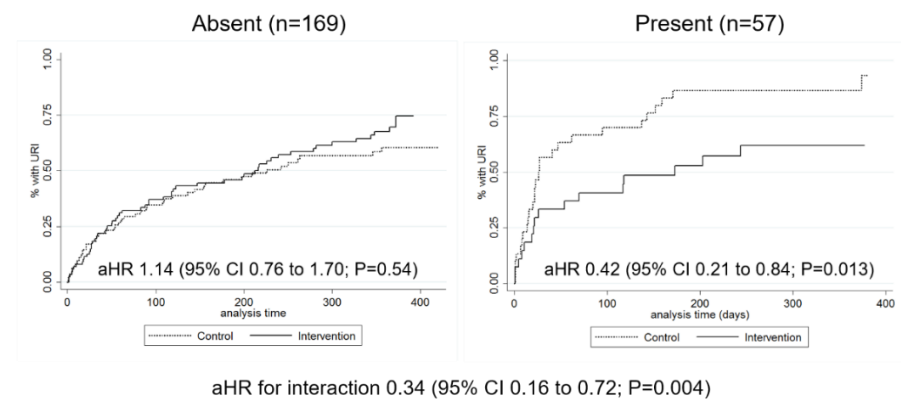 Absent (n=169)
% with URI
1.00
0.75
0.50
0.25
0.00
aHR 1.14 (95% CI 0.76 to 1.70; P=0.54)
0
100
200
300
400
analysis time
Control
Intervention
Present (n=57)
% with URI
1.00
0.75
0.50
0.25
0.00
aHR 0.42 (95% CI 0.21 to 0.84; P=0.013)
0
100
200
300
400
analysis time (days)
Control
Intervention
aHR for interaction 0.34 (95% CI 0.16 to 0.72; P=0.004)